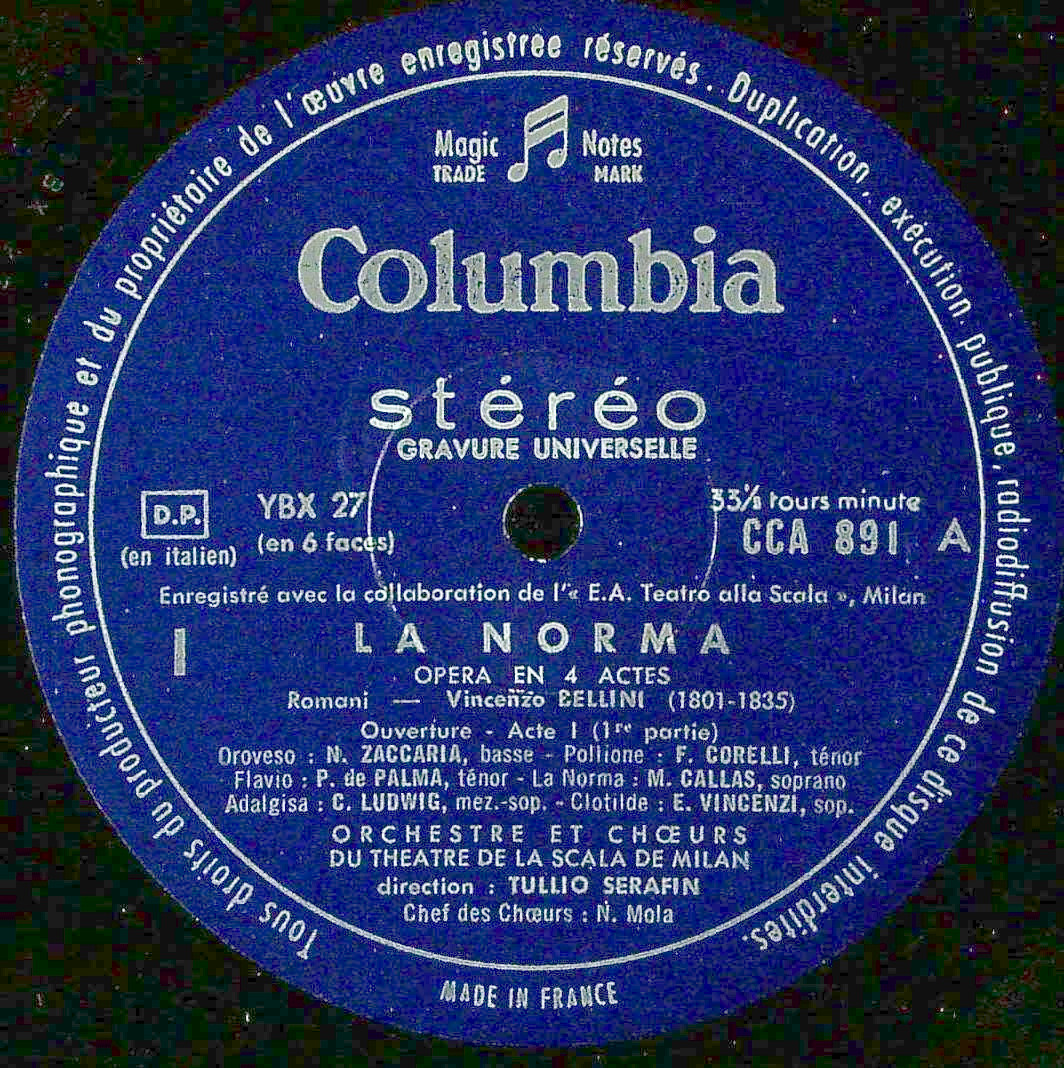 Tous droits du producteur phonographique et du propriétaire de l'œuvre enregistrée réservés. Duplication, exécution publique, radiodiffusion de ce disque interdites.
Magic Notes
TRADE MARK
Columbia
stéréo
GRAVURE UNIVERSELLE
D.P.
(en italien)
YBX 27
(en 6 faces)
33⅓ tours minute
CCA 891 A
Enregistré avec la collaboration de l'« E.A. Teatro alla Scala », Milan
I
LA NORMA
OPERA EN 4 ACTES
Romani — Vincenzo BELLINI (1801-1835)
Ouverture - Acte I (1re partie)
Oroveso : N. ZACCARIA, basse - Pollione : F. CORELLI, ténor
Flavio : P. de PALMA, ténor - La Norma : M. CALLAS, soprano
Adalgisa : C. LUDWIG, mez.-sop. - Clotilde : E. VINCENZI, sop.
ORCHESTRE ET CHŒURS
DU THEATRE DE LA SCALA DE MILAN
direction : TULLIO SERAFIN
Chef des Chœurs : N. Mola
MADE IN FRANCE